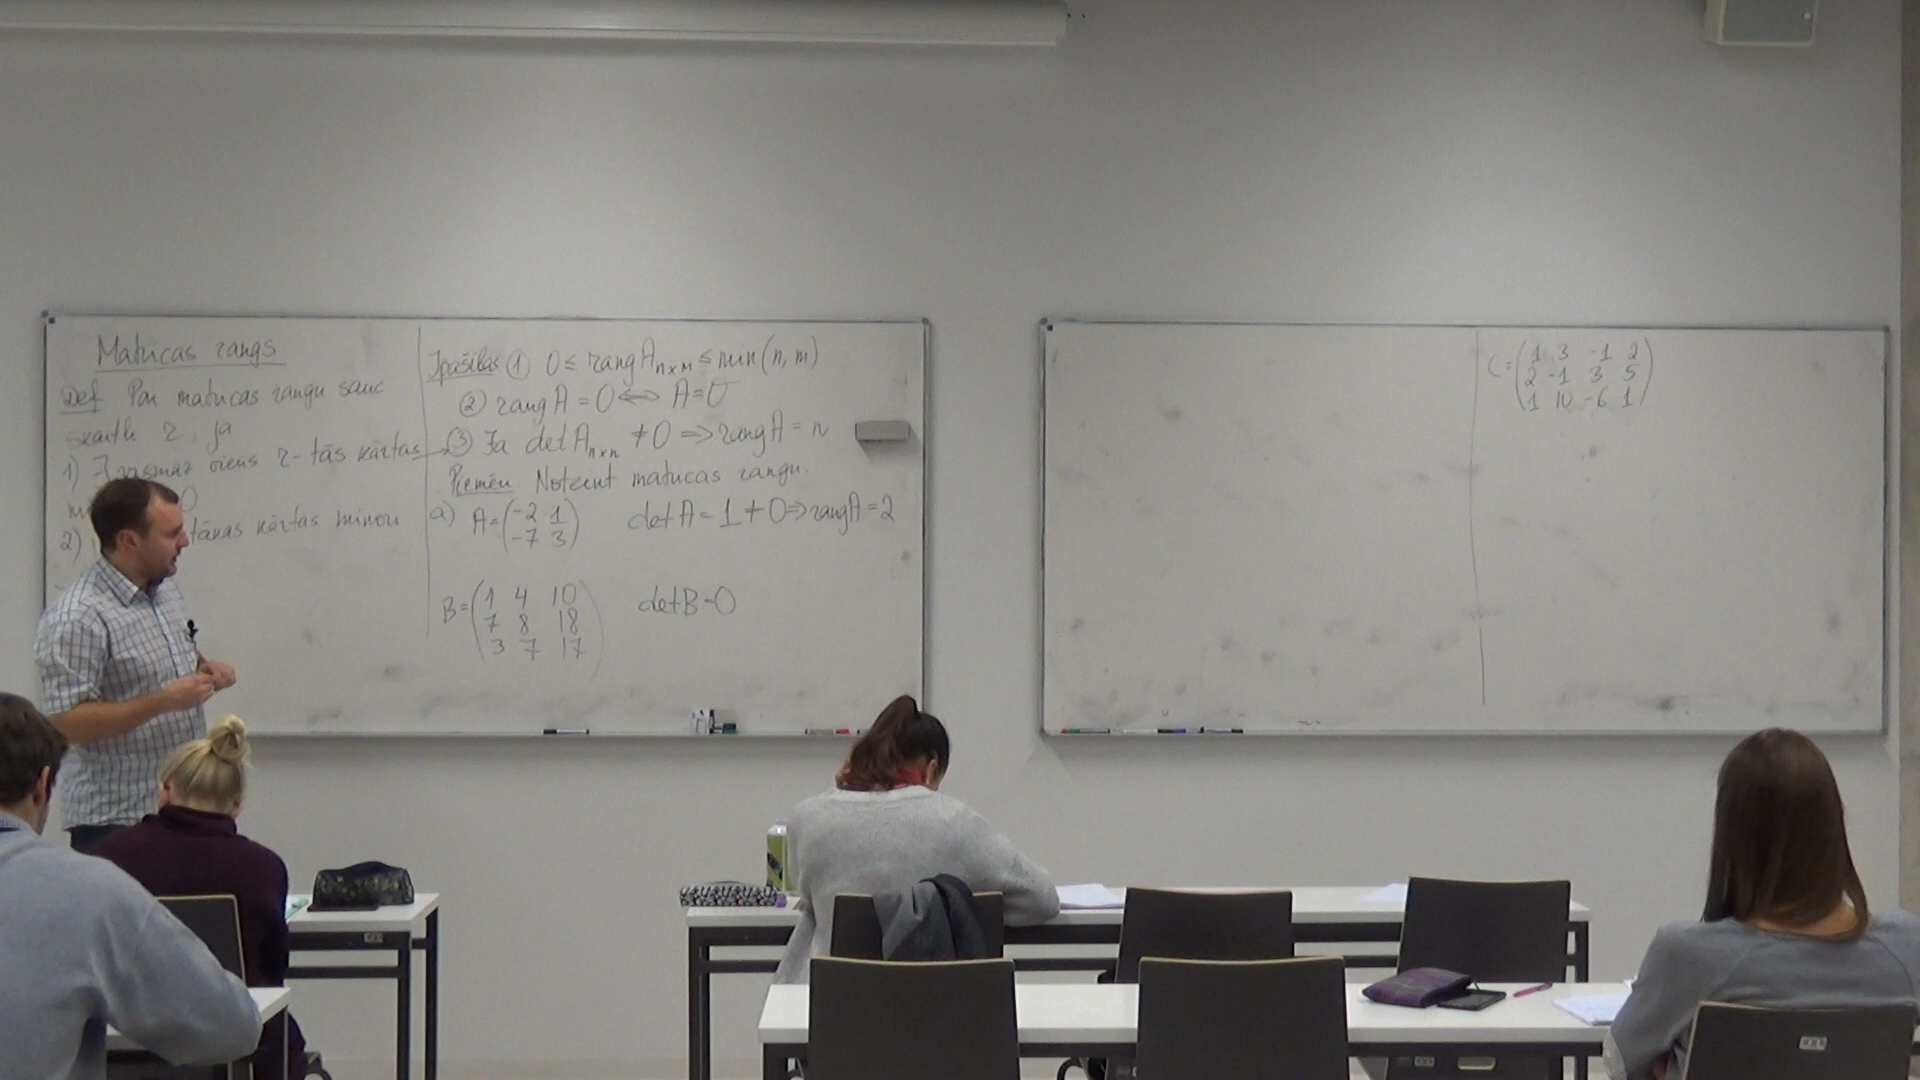 Matricas rangs
Def Par matricas rangu sauc
skaitli r, ja
1) ∃ vismaz viens r-tās kārtas
m 0
2) tākas kārtas minori
Īpašības ① 0 ≤ rang Aₙₓₘ ≤ min(n, m)
② rang A = 0 ⇔ A = O
③ Ja det Aₙₓₙ ≠ 0 ⇒ rang A = n
Piemēri Noteikt matricas rangu.
a) A = (-2 1
-7 3) det A = 1 ≠ 0 ⇒ rang A = 2
B = (1 4 10
7 8 18
3 7 17) det B = 0
C = (1 3 -1 2
2 -1 3 5
1 10 -6 1)